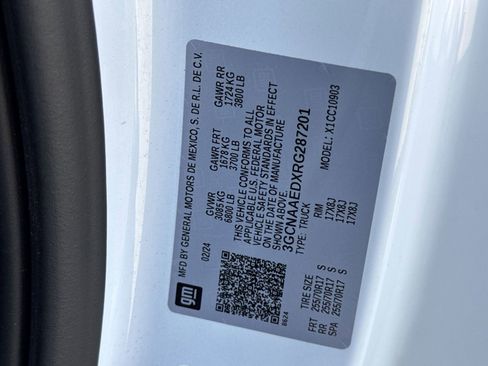 MFD BY GENERAL MOTORS DE MEXICO, S. DE R.L. DE C.V.
02/24 GVWR GAWR FRT GAWR RR
3085 KG 1678 KG 1724 KG
6800 LB 3700 LB 3800 LB
THIS VEHICLE CONFORMS TO ALL
APPLICABLE U.S. FEDERAL MOTOR
VEHICLE SAFETY STANDARDS IN EFFECT
ON THE DATE OF MANUFACTURE
SHOWN ABOVE.
3GCNAAEDXRG287201
TYPE: TRUCK MODEL: X1CC10903
TIRE SIZE RIM
FRT 255/70R17 S 17X8J
RR 255/70R17 S 17X8J
SPA 255/70R17 S 17X8J
gm
8624